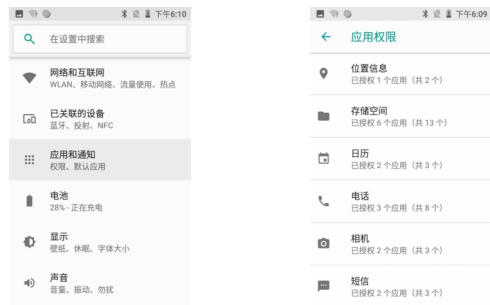 下午6:10
在设置中搜索
网络和互联网
WLAN、移动网络、流量使用、热点
已关联的设备
蓝牙、投射、NFC
应用和通知
权限、默认应用
电池
28% - 正在充电
显示
壁纸、休眠、字体大小
声音
音量、振动、勿扰
下午6:09
应用权限
位置信息
已授权 1 个应用（共 2 个）
存储空间
已授权 6 个应用（共 13 个）
日历
已授权 2 个应用（共 3 个）
电话
已授权 3 个应用（共 8 个）
相机
已授权 2 个应用（共 3 个）
短信
已授权 2 个应用（共 3 个）